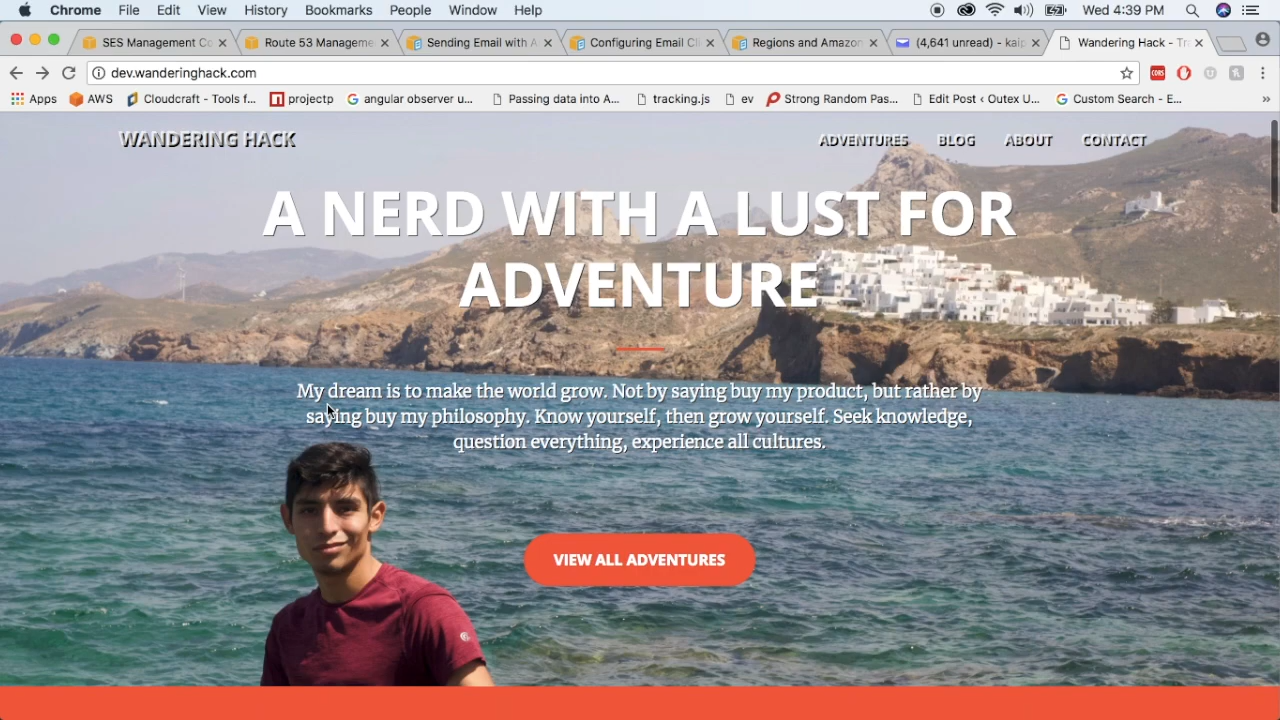 Chrome File Edit View History Bookmarks People Window Help Wed 4:39 PM
SES Management Co Route 53 Manageme Sending Email with A Configuring Email Cl Regions and Amazon (4,641 unread) - kaip Wandering Hack - Tr
dev.wanderinghack.com
Apps AWS Cloudcraft - Tools f... projectp angular observer u... Passing data into A... tracking.js ev Strong Random Pas... Edit Post ‹ Outex U... Custom Search - E... »
WANDERING HACK ADVENTURES BLOG ABOUT CONTACT
A NERD WITH A LUST FOR
ADVENTURE
My dream is to make the world grow. Not by saying buy my product, but rather by
saying buy my philosophy. Know yourself, then grow yourself. Seek knowledge,
question everything, experience all cultures.
VIEW ALL ADVENTURES